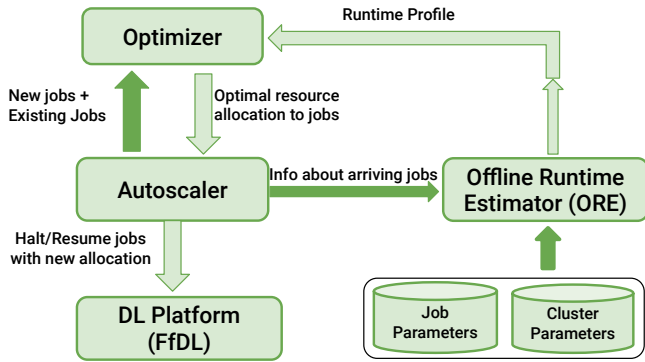 Runtime Profile
Optimizer
New jobs +
Existing Jobs
Optimal resource
allocation to jobs
Info about arriving jobs
Autoscaler
Offline Runtime
Estimator (ORE)
Halt/Resume jobs
with new allocation
DL Platform
(FfDL)
Job
Parameters
Cluster
Parameters